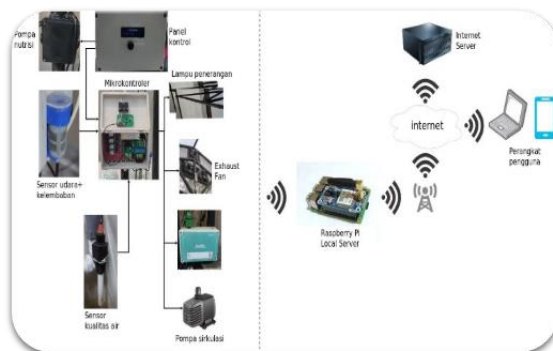 Pompa
nutrisi
Panel
kontrol
Mikrokontroler
Lampu penerangan
Sensor udara+
kelembaban
Exhaust
Fan
Sensor
kualitas air
Pompa sirkulasi
Internet
Server
internet
Perangkat
pengguna
Raspberry Pi
Local Server